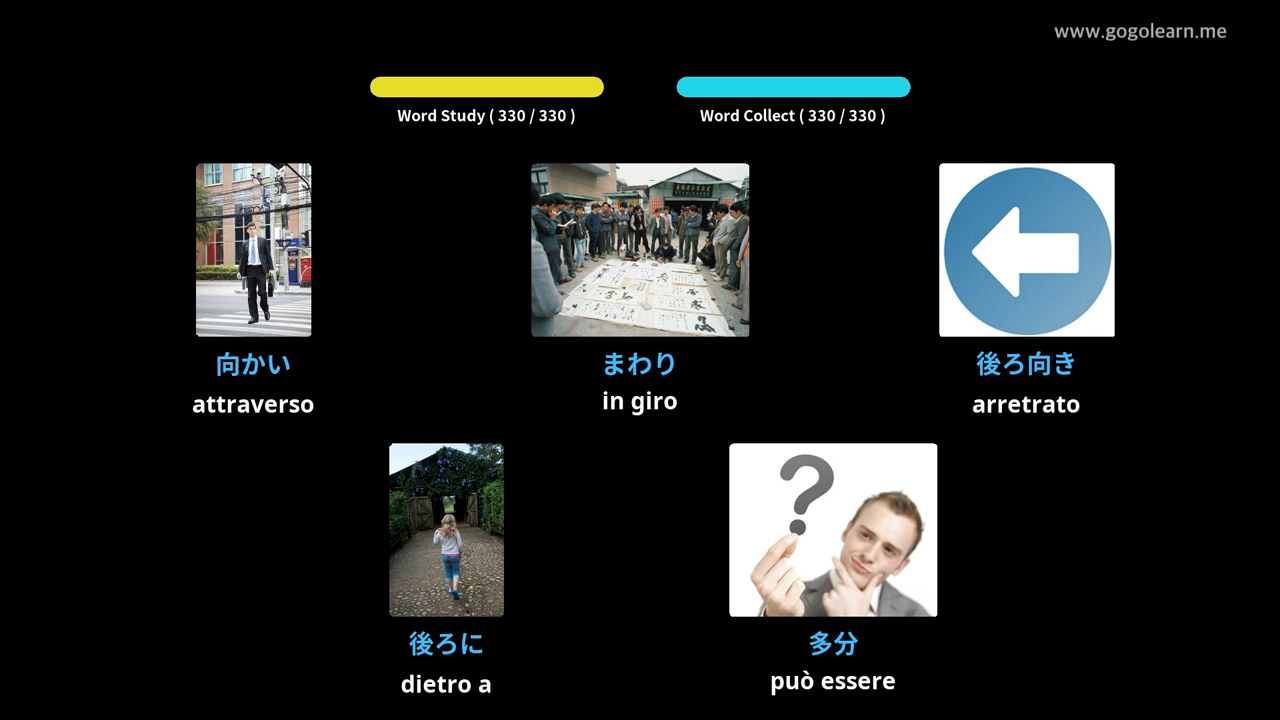 www.gogolearn.me
Word Study ( 330 / 330 )
Word Collect ( 330 / 330 )
向かい
attraverso
まわり
in giro
後ろ向き
arretrato
後ろに
dietro a
多分
può essere